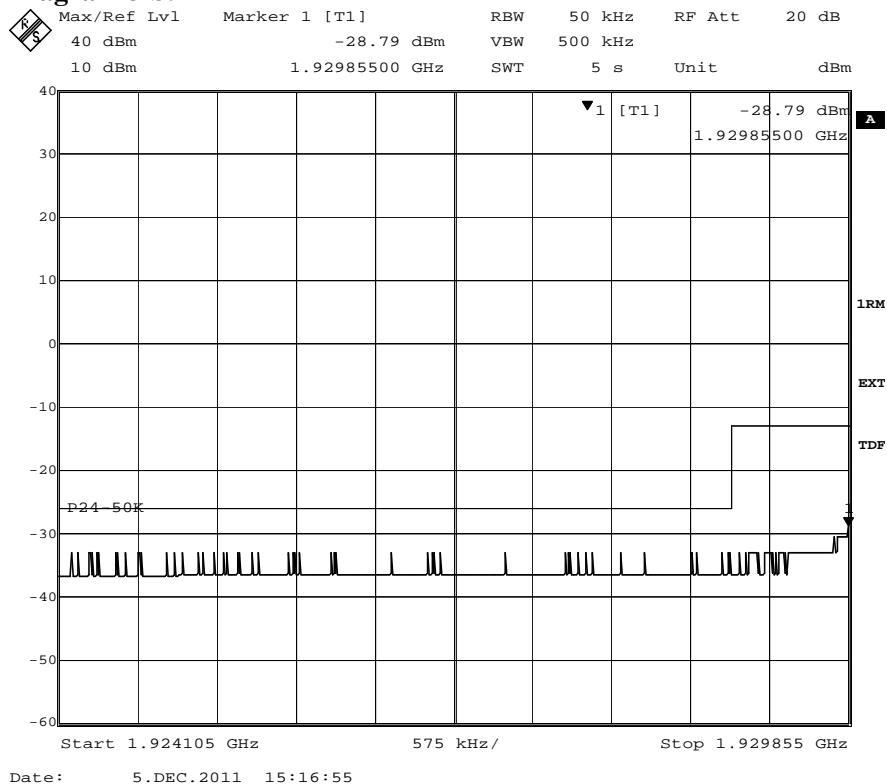 Max/Ref Lvl Marker 1 [T1] RBW 50 kHz RF Att 20 dB
40 dBm -28.79 dBm VBW 500 kHz
10 dBm 1.92985500 GHz SWT 5 s Unit dBm
40
1 [T1] -28.79 dBm
A
1.92985500 GHz
30
20
10
1RM
0
EXT
-10
TDF
-20
P24-50K
1
-30
-40
-50
-60
Start 1.924105 GHz 575 kHz/ Stop 1.929855 GHz
Date: 5.DEC.2011 15:16:55